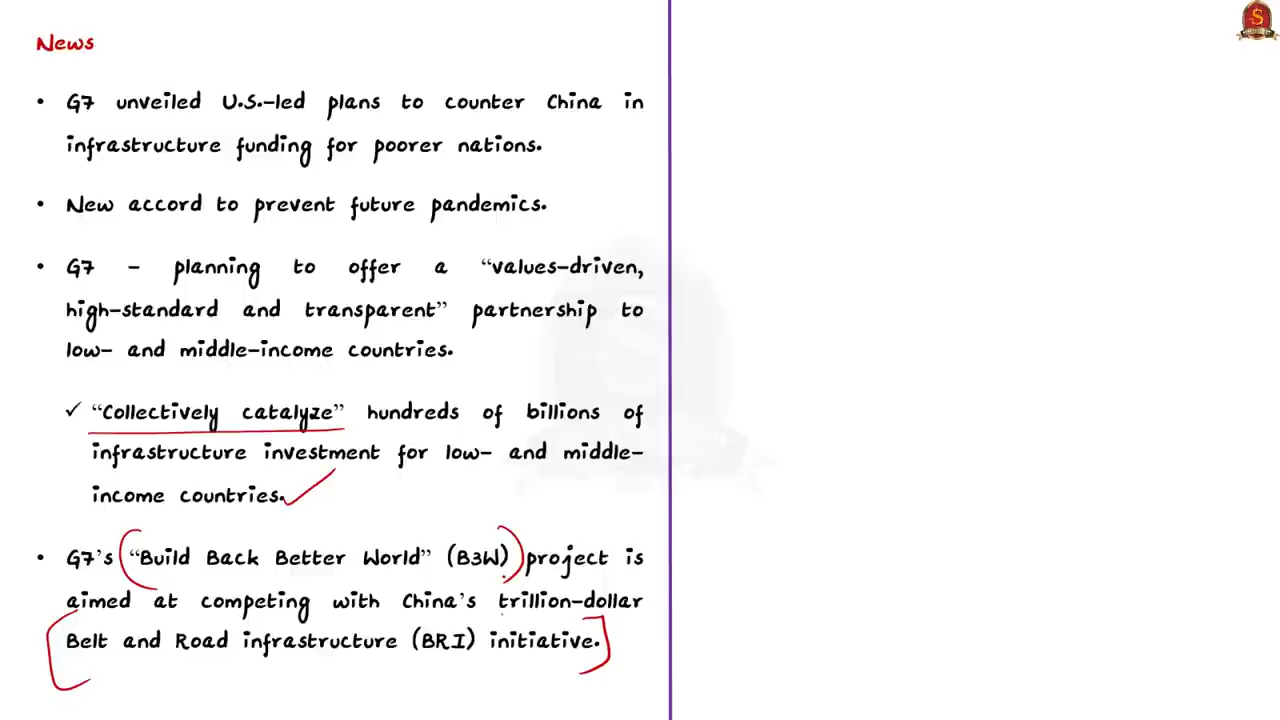 News
• G7 unveiled U.S.-led plans to counter China in
infrastructure funding for poorer nations.
• New accord to prevent future pandemics.
• G7 - planning to offer a “values-driven,
high-standard and transparent” partnership to
low- and middle-income countries.
✓ “Collectively catalyze” hundreds of billions of
infrastructure investment for low- and middle-
income countries.
• G7’s “Build Back Better World” (B3W) project is
aimed at competing with China’s trillion-dollar
Belt and Road infrastructure (BRI) initiative.
S